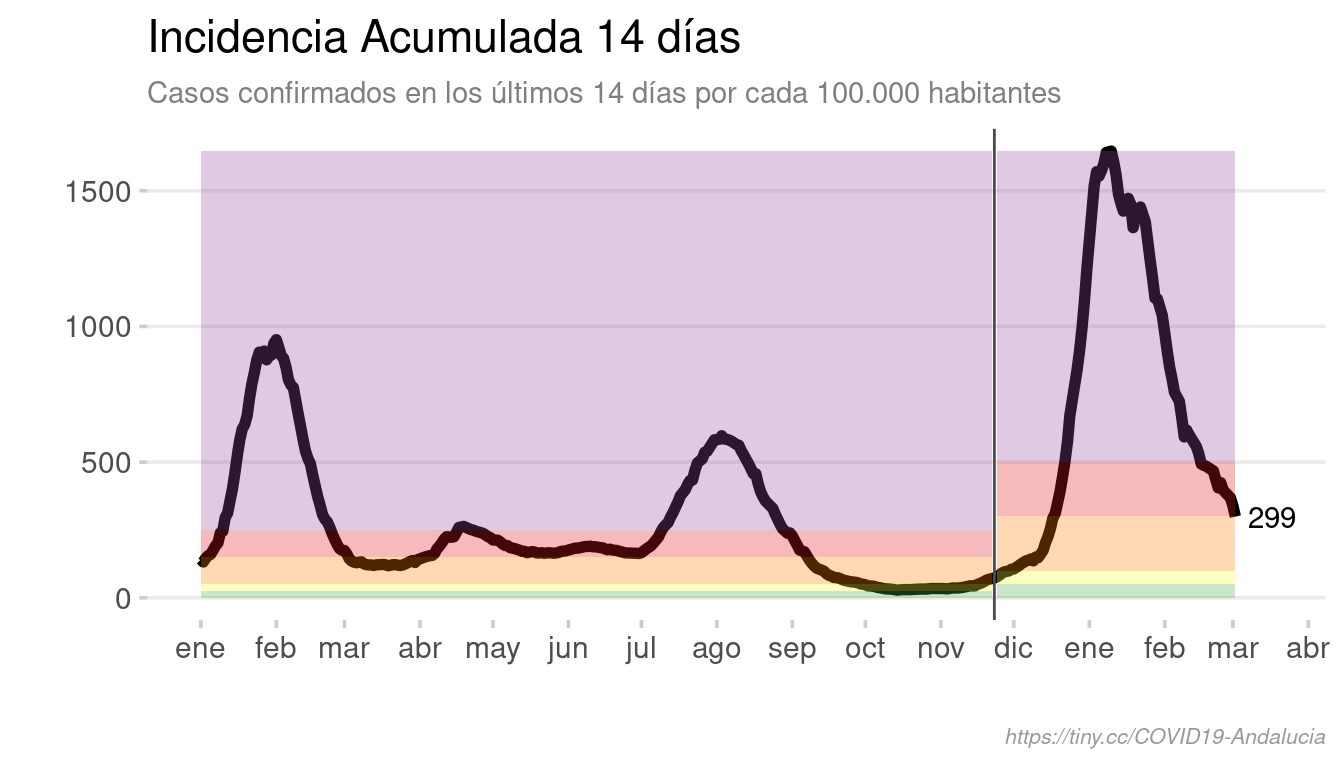 Incidencia Acumulada 14 días
Casos confirmados en los últimos 14 días por cada 100.000 habitantes
1500
1000
500
0
299
ene feb mar abr may jun jul ago sep oct nov dic ene feb mar abr
https://tiny.cc/COVID19-Andalucia